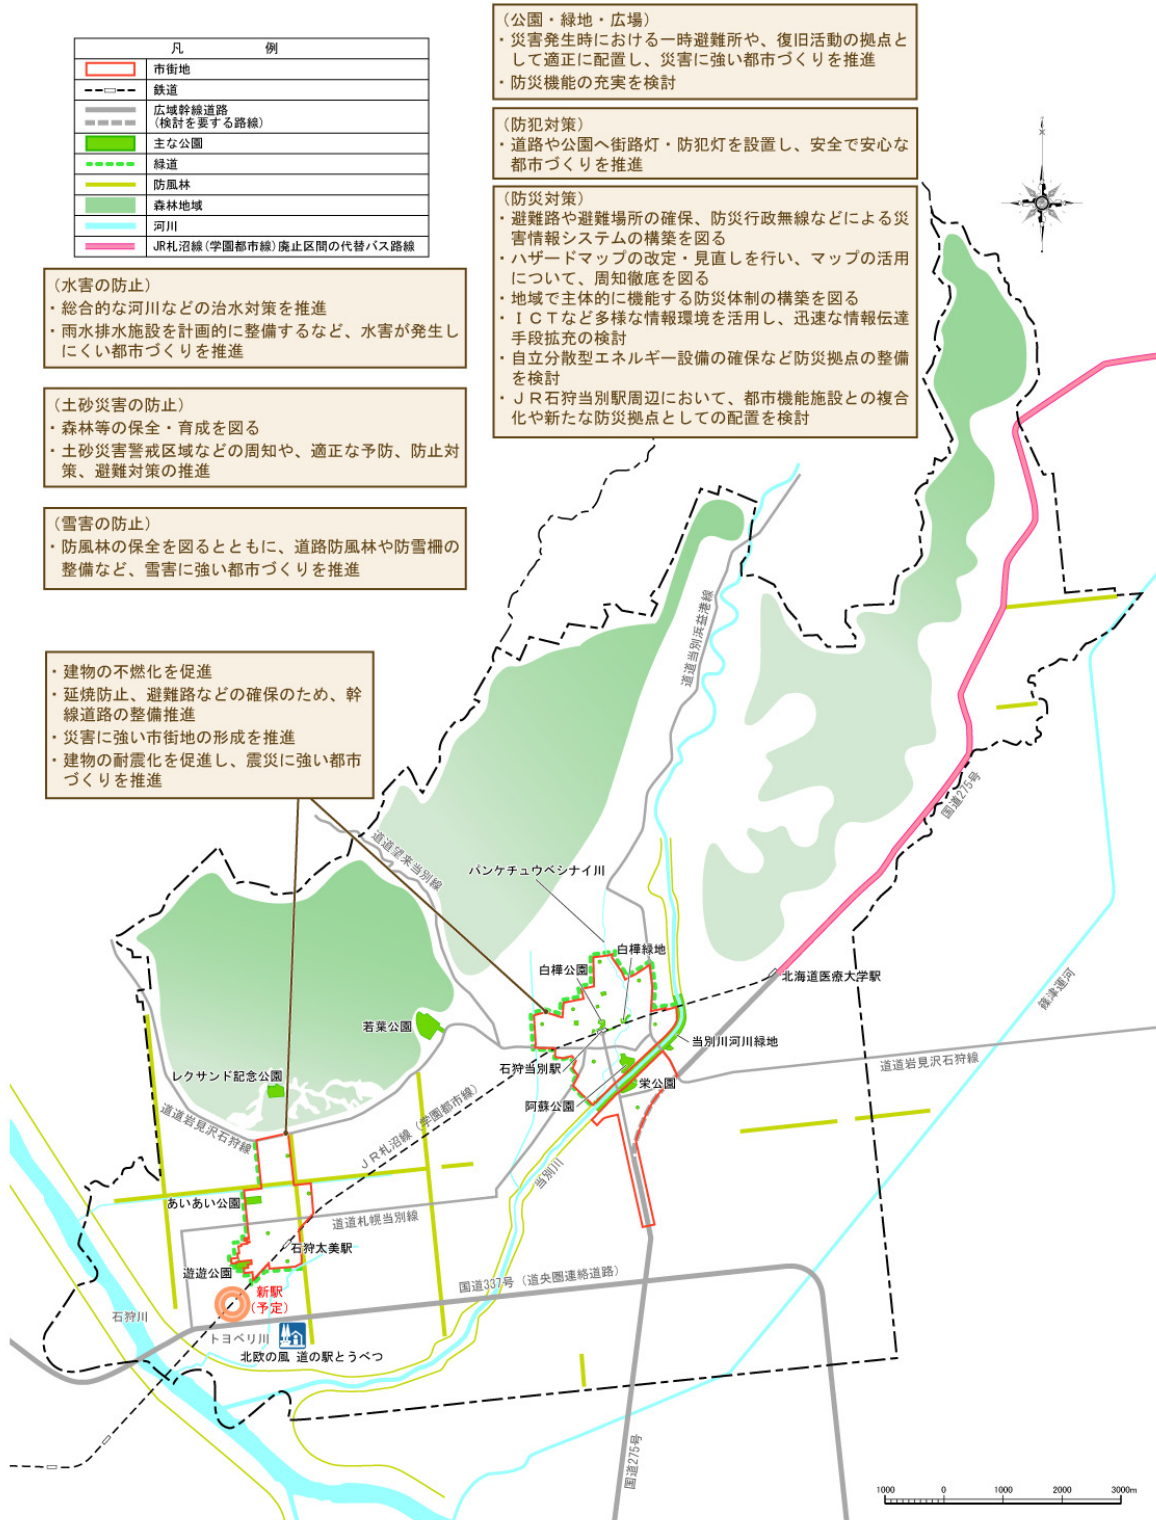 凡　　　例
市街地
鉄道
広域幹線道路
(検討を要する路線)
主な公園
緑道
防風林
森林地域
河川
JR札沼線(学園都市線)廃止区間の代替バス路線
（公園・緑地・広場）
・災害発生時における一時避難所や、復旧活動の拠点と
して適正に配置し、災害に強い都市づくりを推進
・防災機能の充実を検討
（防犯対策）
・道路や公園へ街路灯・防犯灯を設置し、安全で安心な
都市づくりを推進
（防災対策）
・避難路や避難場所の確保、防災行政無線などによる災
害情報システムの構築を図る
・ハザードマップの改定・見直しを行い、マップの活用
について、周知徹底を図る
・地域で主体的に機能する防災体制の構築を図る
・ＩＣＴなど多様な情報環境を活用し、迅速な情報伝達
手段拡充の検討
・自立分散型エネルギー設備の確保など防災拠点の整備
を検討
・ＪＲ石狩当別駅周辺において、都市機能施設との複合
化や新たな防災拠点としての配置を検討
（水害の防止）
・総合的な河川などの治水対策を推進
・雨水排水施設を計画的に整備するなど、水害が発生し
にくい都市づくりを推進
（土砂災害の防止）
・森林等の保全・育成を図る
・土砂災害警戒区域などの周知や、適正な予防、防止対
策、避難対策の推進
（雪害の防止）
・防風林の保全を図るとともに、道路防風林や防雪柵の
整備など、雪害に強い都市づくりを推進
・建物の不燃化を促進
・延焼防止、避難路などの確保のため、幹
線道路の整備推進
・災害に強い市街地の形成を推進
・建物の耐震化を促進し、震災に強い都市
づくりを推進
道道当別浜益港線
国道275号
道道望来当別線
パンケチュウベシナイ川
白樺緑地
白樺公園
北海道医療大学駅
篠津運河
若葉公園
当別川河川緑地
石狩当別駅
道道岩見沢石狩線
レクサンド記念公園
栄公園
阿蘇公園
道道岩見沢石狩線
ＪＲ札沼線（学園都市線）
当別川
あいあい公園
道道札幌当別線
石狩太美駅
遊遊公園
国道337号（道央圏連絡道路）
新駅
（予定）
石狩川
トヨベリ川
北欧の風 道の駅とうべつ
国道275号
1000 0 1000 2000 3000m